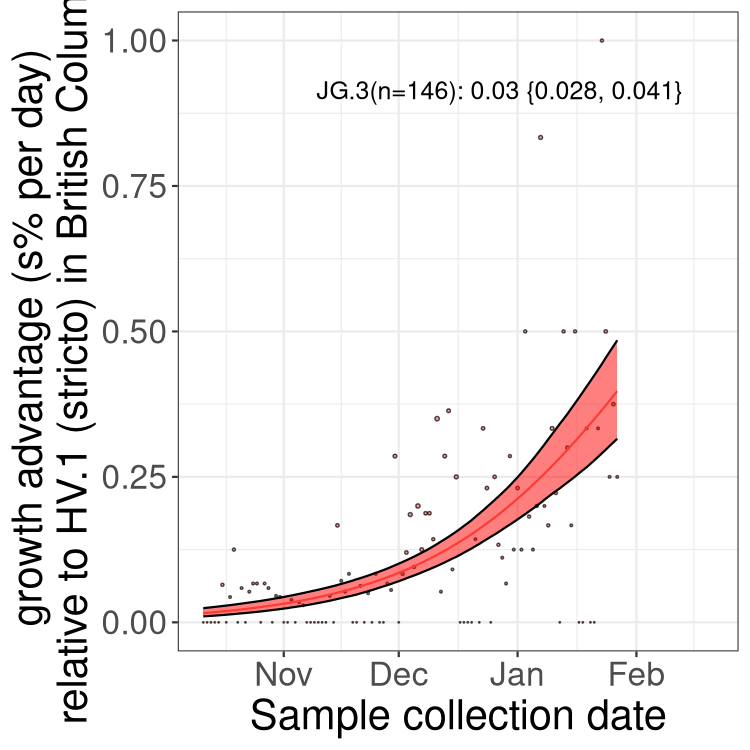 growth advantage (s% per day)
relative to HV.1 (stricto) in British Colum
1.00
0.75
0.50
0.25
0.00
JG.3(n=146): 0.03 {0.028, 0.041}
Nov Dec Jan Feb
Sample collection date